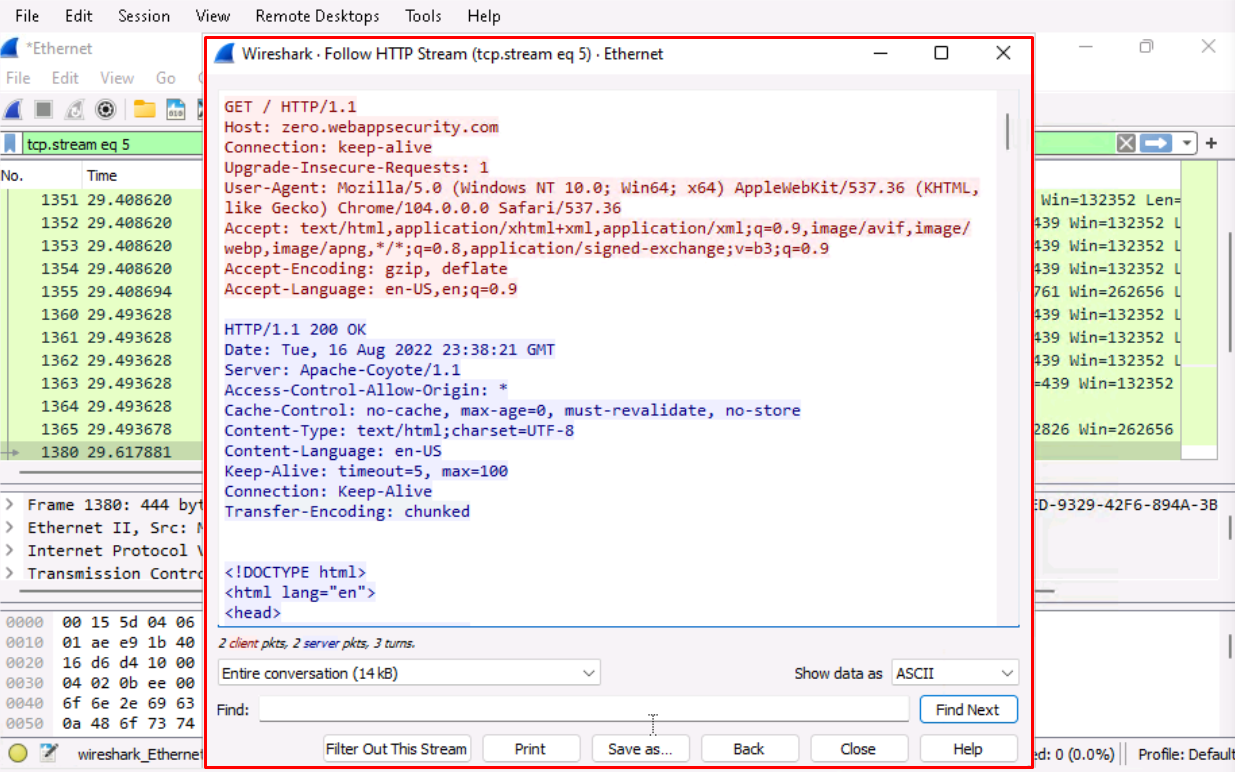 File Edit Session View Remote Desktops Tools Help
*Ethernet
File Edit View Go
tcp.stream eq 5
No. Time
1351 29.408620
1352 29.408620
1353 29.408620
1354 29.408620
1355 29.408694
1360 29.493628
1361 29.493628
1362 29.493628
1363 29.493628
1364 29.493628
1365 29.493678
1380 29.617881
Frame 1380: 444 byt
Ethernet II, Src:
Internet Protocol
Transmission Contro
0000 00 15 5d 04 06
0010 01 ae e9 1b 40
0020 16 d6 d4 10 00
0030 04 02 0b ee 00
0040 6f 6e 2e 69 63
0050 0a 48 6f 73 74
wireshark_Ethernet
Wireshark · Follow HTTP Stream (tcp.stream eq 5) · Ethernet
GET / HTTP/1.1
Host: zero.webappsecurity.com
Connection: keep-alive
Upgrade-Insecure-Requests: 1
User-Agent: Mozilla/5.0 (Windows NT 10.0; Win64; x64) AppleWebKit/537.36 (KHTML,
like Gecko) Chrome/104.0.0.0 Safari/537.36
Accept: text/html,application/xhtml+xml,application/xml;q=0.9,image/avif,image/
webp,image/apng,*/*;q=0.8,application/signed-exchange;v=b3;q=0.9
Accept-Encoding: gzip, deflate
Accept-Language: en-US,en;q=0.9
HTTP/1.1 200 OK
Date: Tue, 16 Aug 2022 23:38:21 GMT
Server: Apache-Coyote/1.1
Access-Control-Allow-Origin: *
Cache-Control: no-cache, max-age=0, must-revalidate, no-store
Content-Type: text/html;charset=UTF-8
Content-Language: en-US
Keep-Alive: timeout=5, max=100
Connection: Keep-Alive
Transfer-Encoding: chunked
<!DOCTYPE html>
<html lang="en">
<head>
2 client pkts, 2 server pkts, 3 turns.
Entire conversation (14 kB)
Show data as ASCII
Find:
Find Next
Filter Out This Stream Print Save as... Back Close Help
Win=132352 Len=
439 Win=132352 L
439 Win=132352 L
439 Win=132352 L
761 Win=262656 L
439 Win=132352 L
439 Win=132352 L
439 Win=132352 L
=439 Win=132352
2826 Win=262656
ED-9329-42F6-894A-3B
ed: 0 (0.0%) Profile: Default